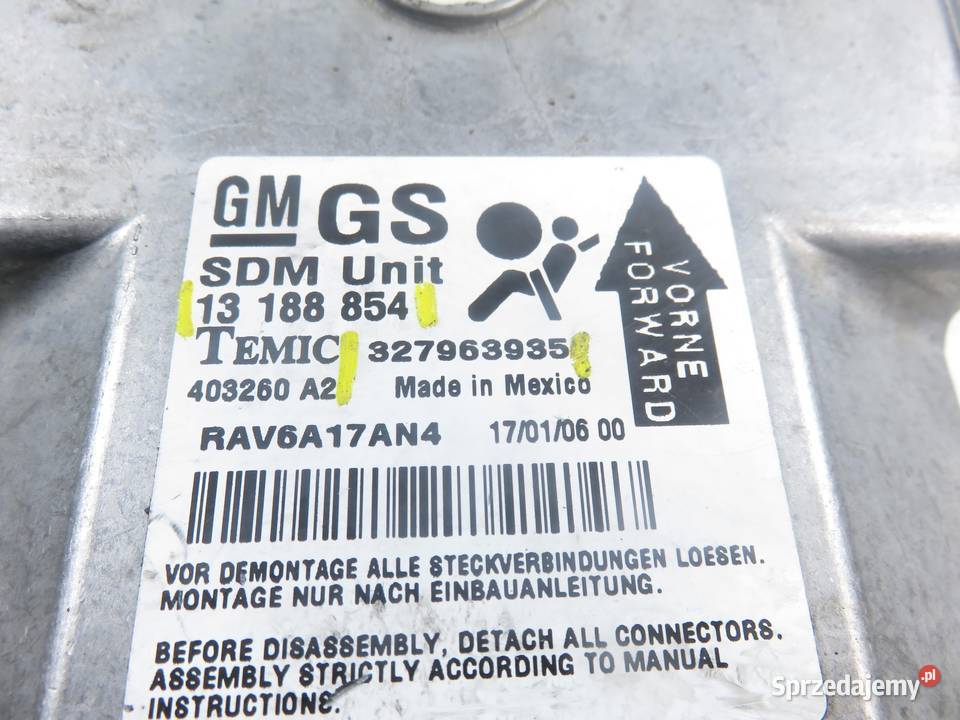 GM GS
SDM Unit
13 188 854
TEMIC 327963935
403260 A2 Made in Mexico
RAV6A17AN4 17/01/06 00
VORNE
FORWARD
VOR DEMONTAGE ALLE STECKVERBINDUNGEN LOESEN.
MONTAGE NUR NACH EINBAUANLEITUNG.
BEFORE DISASSEMBLY, DETACH ALL CONNECTORS.
ASSEMBLY STRICTLY ACCORDING TO MANUAL
INSTRUCTIONS.
Sprzedajemy.pl